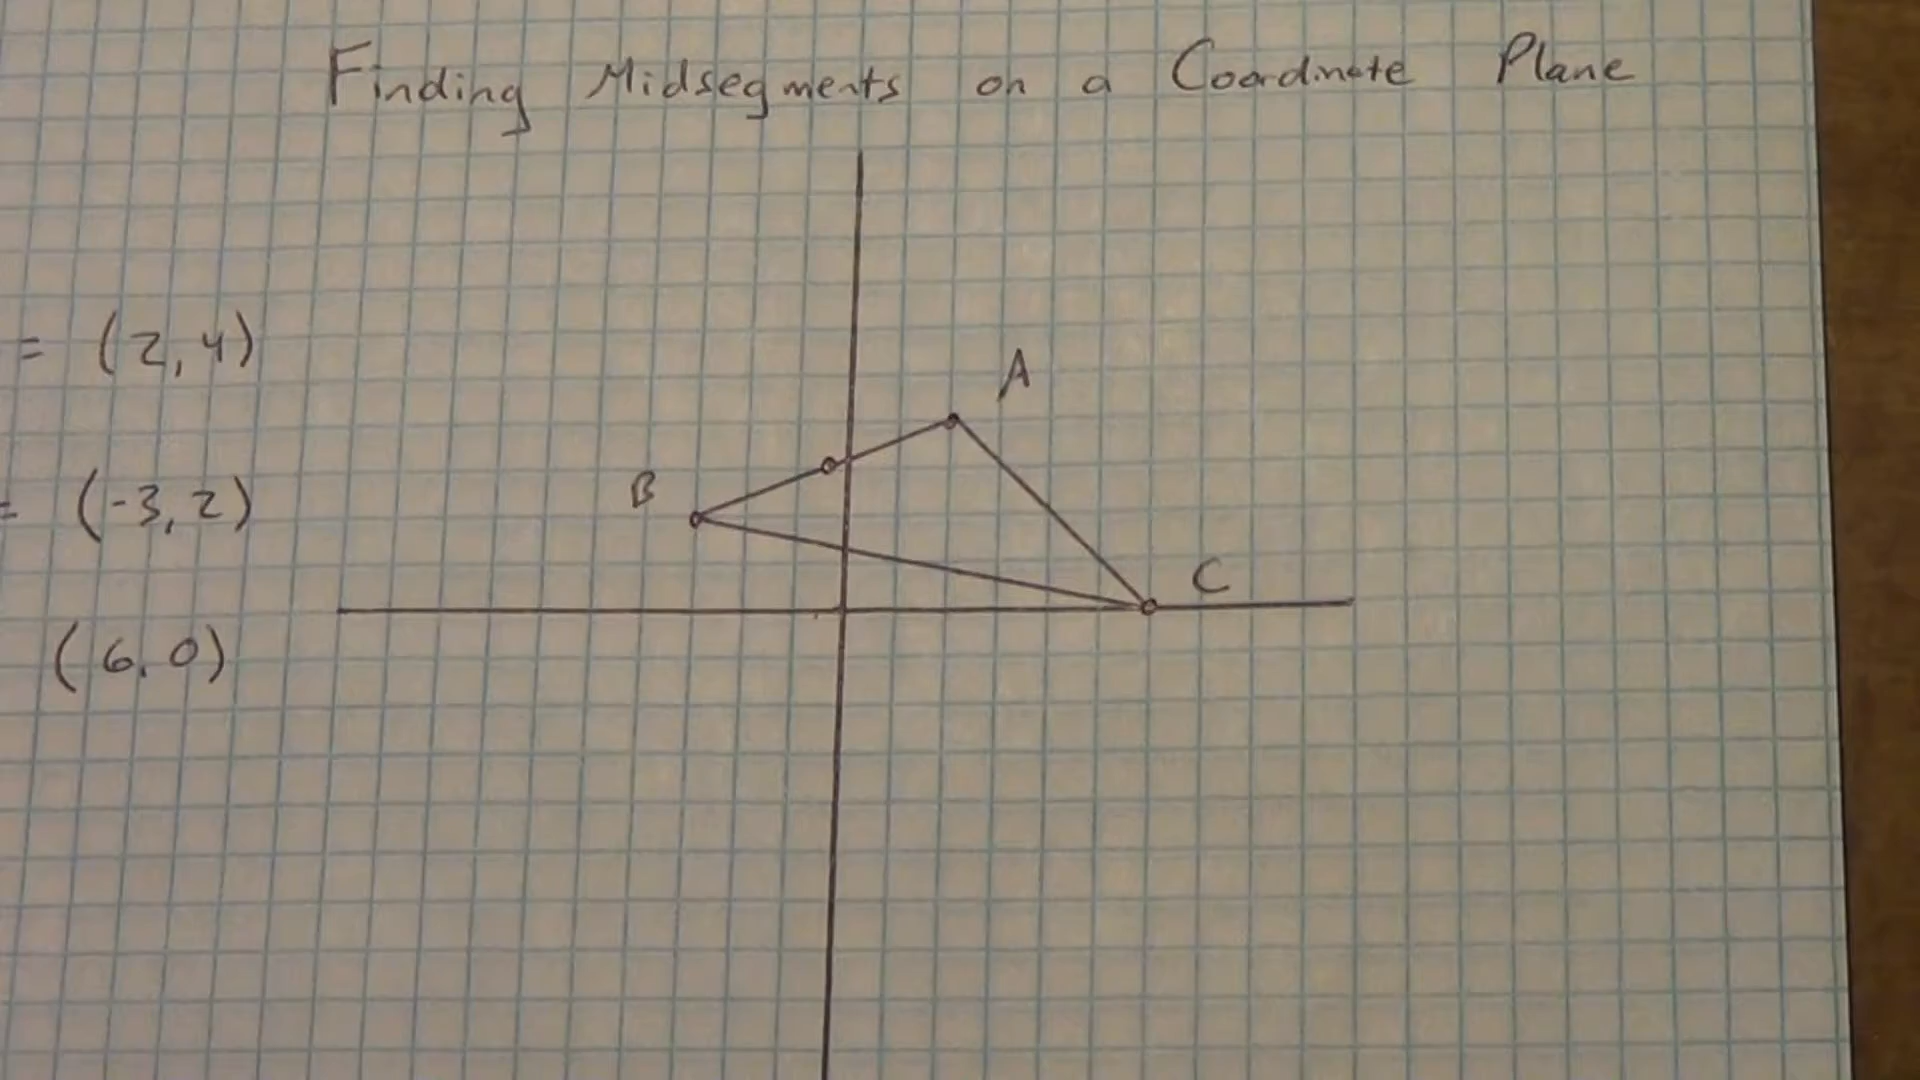 Finding Midsegments on a Coordinate Plane
= (2,4)
A
B
= (-3,2)
C
(6,0)